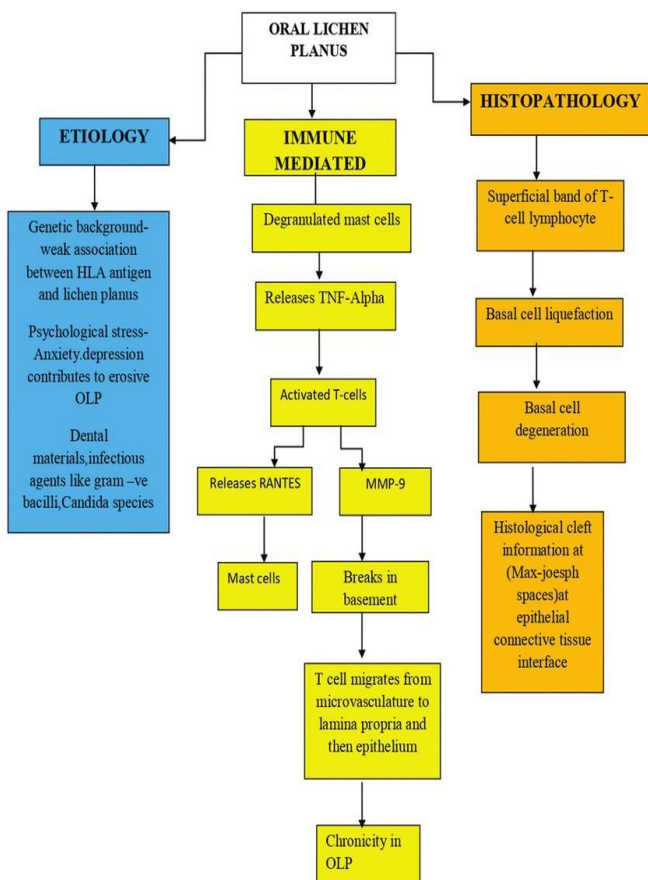 ORAL LICHEN
PLANUS
ETIOLOGY
Genetic background-
weak association
between HLA antigen
and lichen planus
Psychological stress-
Anxiety.depression
contributes to erosive
OLP
Dental
materials,infectious
agents like gram –ve
bacilli,Candida species
IMMUNE
MEDIATED
Degranulated mast cells
Releases TNF-Alpha
Activated T-cells
Releases RANTES
Mast cells
MMP-9
Breaks in
basement
T cell migrates from
microvasculature to
lamina propria and
then epithelium
Chronicity in
OLP
HISTOPATHOLOGY
Superficial band of T-
cell lymphocyte
Basal cell liquefaction
Basal cell
degeneration
Histological cleft
information at
(Max-joesph
spaces)at
epithelial
connective tissue
interface